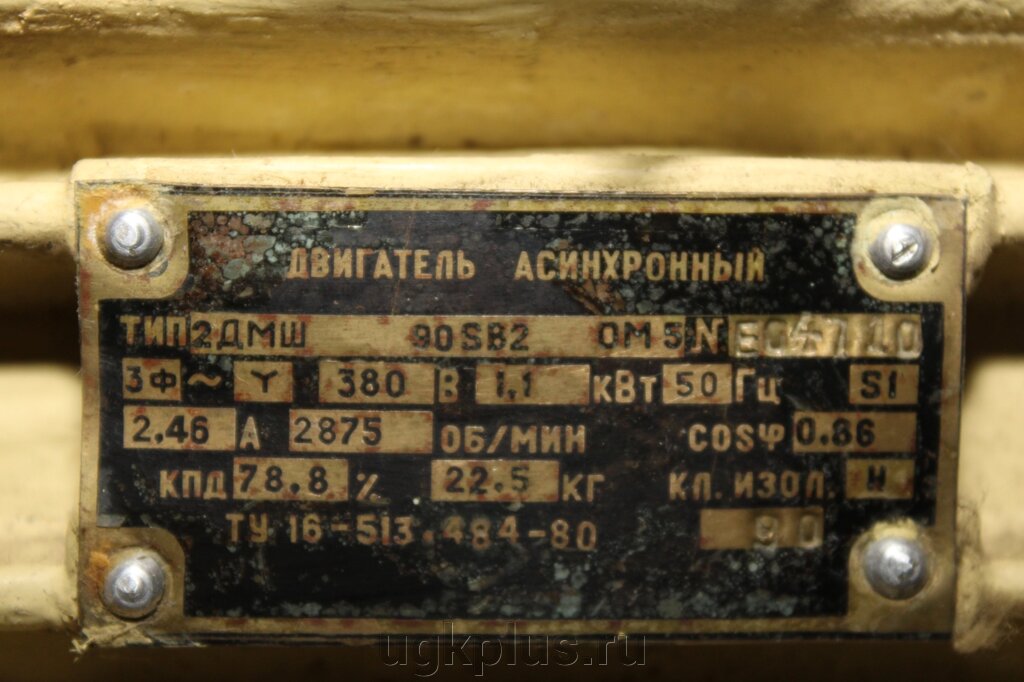 ДВИГАТЕЛЬ АСИНХРОННЫЙ
ТИП 2ДМШ 90SB2 ОМ5 N
3Ф ~ Y 380 В 1,1 кВт 50 Гц S1
2,46 А 2875 ОБ/МИН COSφ 0.86
КПД 78,8 % 22.5 КГ КЛ. ИЗОЛ. Н
ТУ 16-513.484-80 90
ugkplus.ru